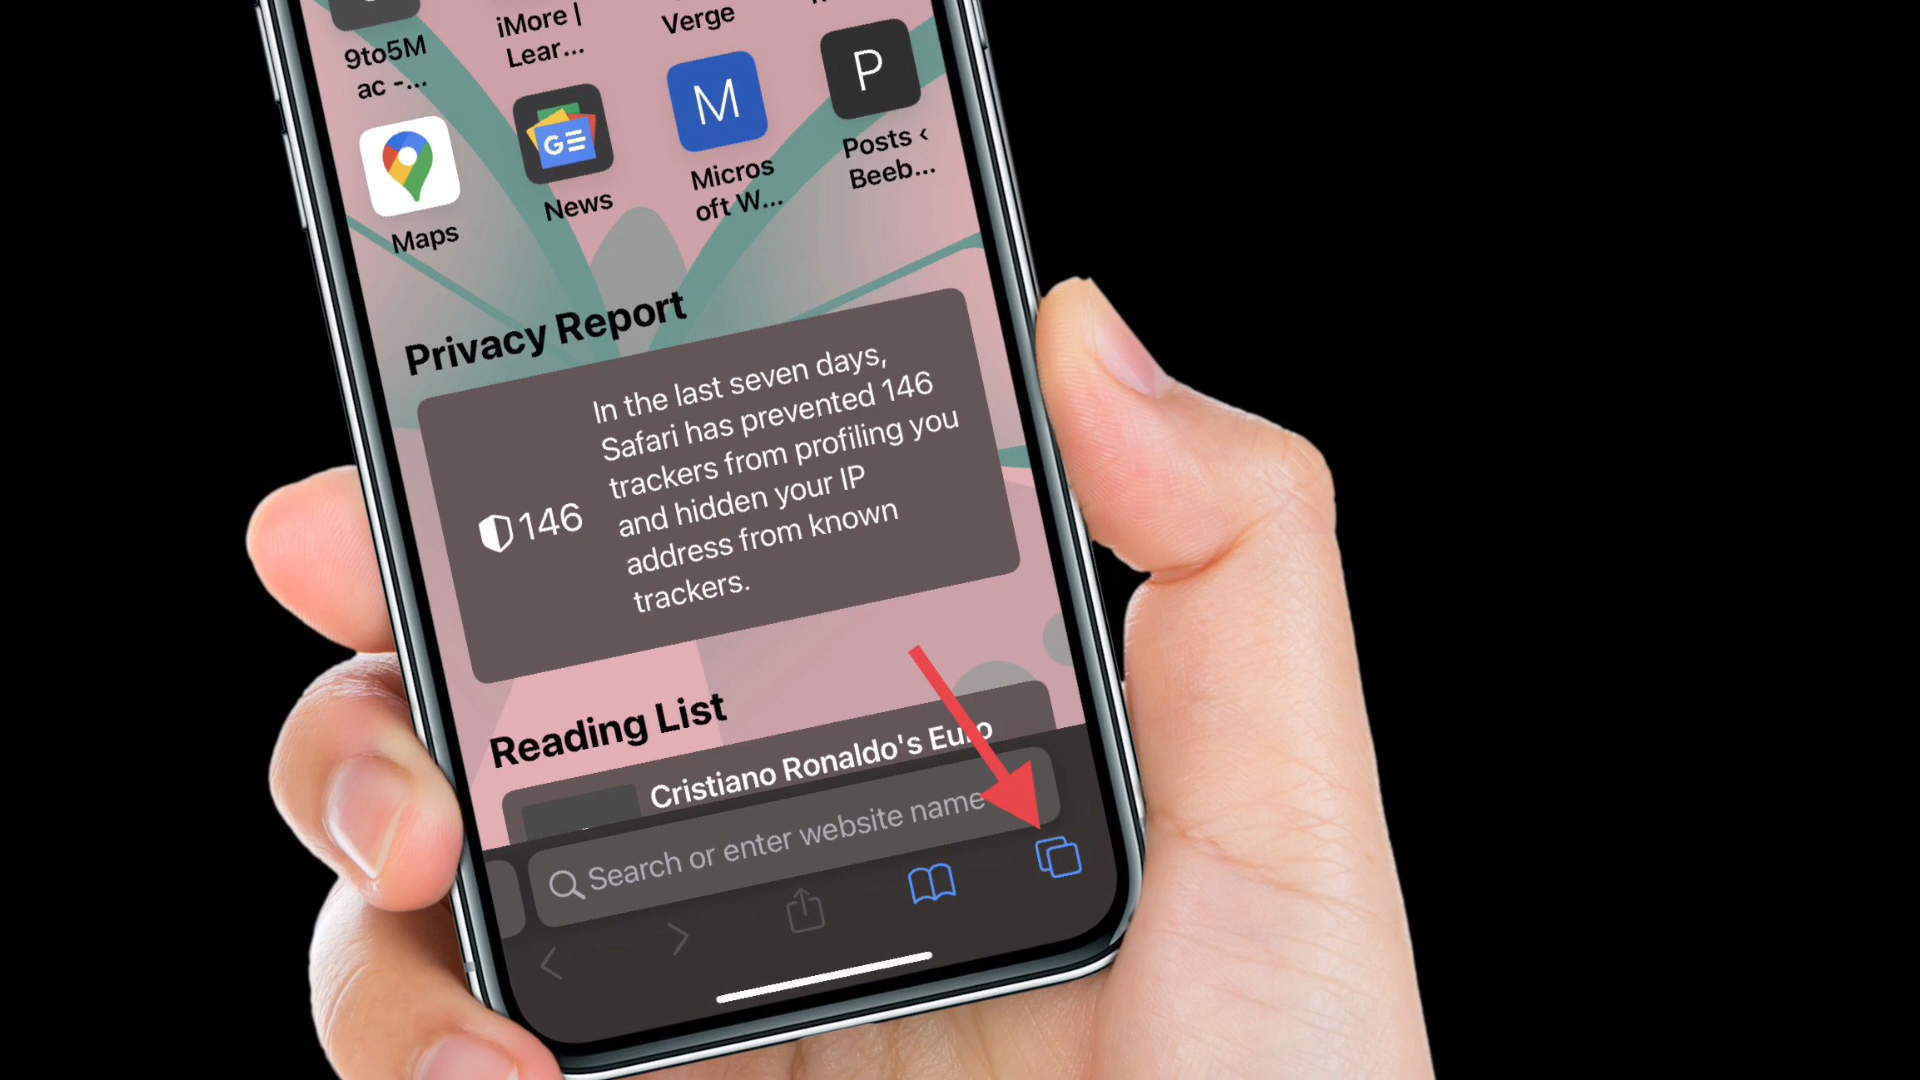 9to5M
ac -...
iMore |
Lear...
Verge
Maps
GE
News
M
Micros
oft W...
P
Posts ‹
Beeb...
Privacy Report
146
In the last seven days,
Safari has prevented 146
trackers from profiling you
and hidden your IP
address from known
trackers.
Reading List
Cristiano Ronaldo's Euro
Search or enter website name